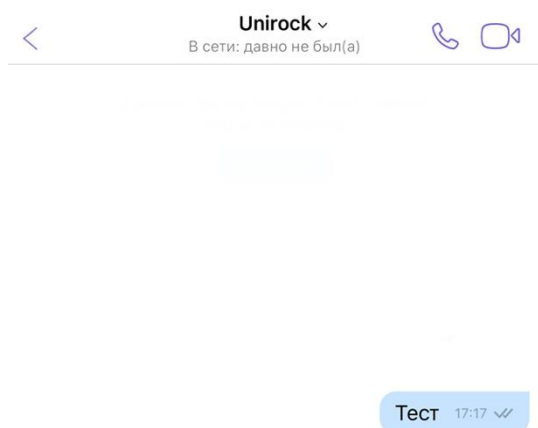 Unirock
В сети: давно не был(а)
Тест 17:17